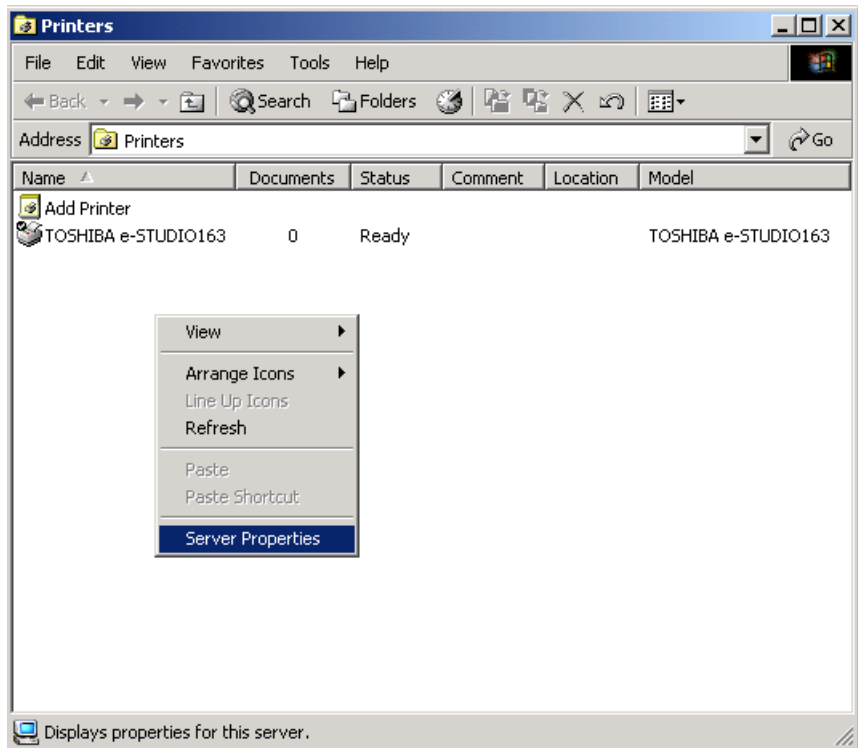 Printers
File Edit View Favorites Tools Help
Back Search Folders
Address Printers Go
Name Documents Status Comment Location Model
Add Printer
TOSHIBA e-STUDIO163 0 Ready TOSHIBA e-STUDIO163
View
Arrange Icons
Line Up Icons
Refresh
Paste
Paste Shortcut
Server Properties
Displays properties for this server.